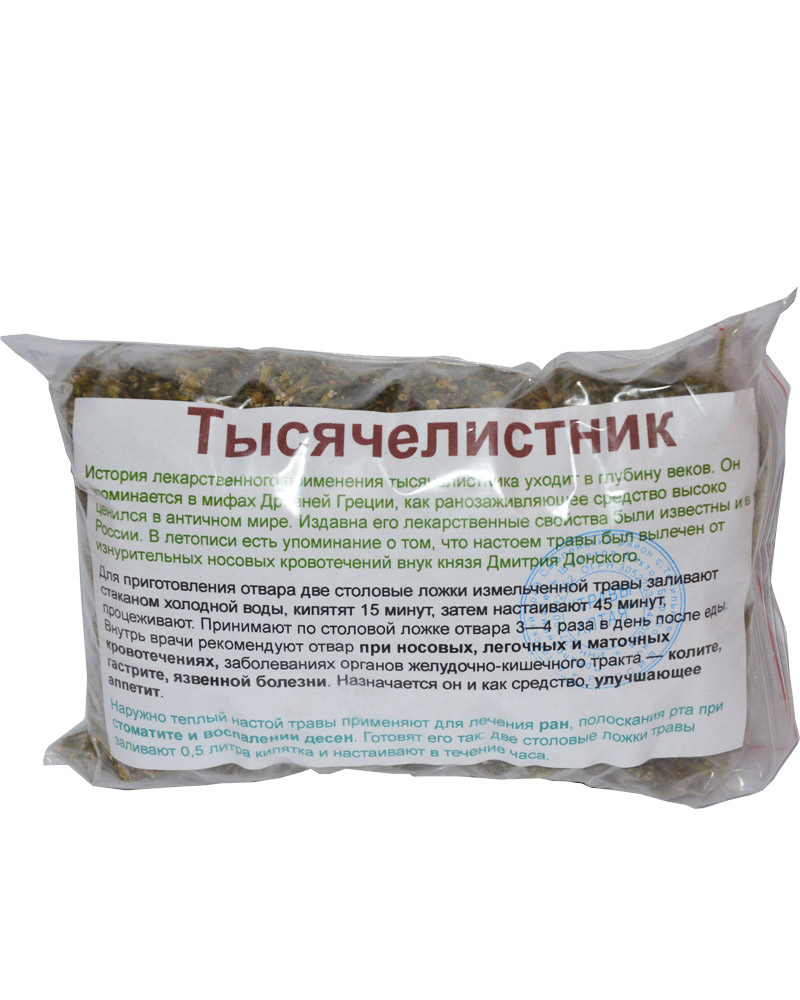 Тысячелистник
История лекарственного применения тысячелистника уходит в глубину веков. Он
поминается в мифах Древней Греции, как ранозаживляющее средство высоко
ценился в античном мире. Издавна его лекарственные свойства были известны и в
России. В летописи есть упоминание о том, что настоем травы был вылечен от
изнурительных носовых кровотечений внук князя Дмитрия Донского.
Для приготовления отвара две столовые ложки измельченной травы заливают
стаканом холодной воды, кипятят 15 минут, затем настаивают 45 минут,
процеживают. Принимают по столовой ложке отвара 3—4 раза в день после еды.
Внутрь врачи рекомендуют отвар при носовых, легочных и маточных
кровотечениях, заболеваниях органов желудочно-кишечного тракта — колите,
гастрите, язвенной болезни. Назначается он и как средство, улучшающее
аппетит.
Наружно теплый настой травы применяют для лечения ран, полоскания рта при
стоматите и воспалении десен. Готовят его так: две столовые ложки травы
заливают 0,5 литра кипятка и настаивают в течение часа.